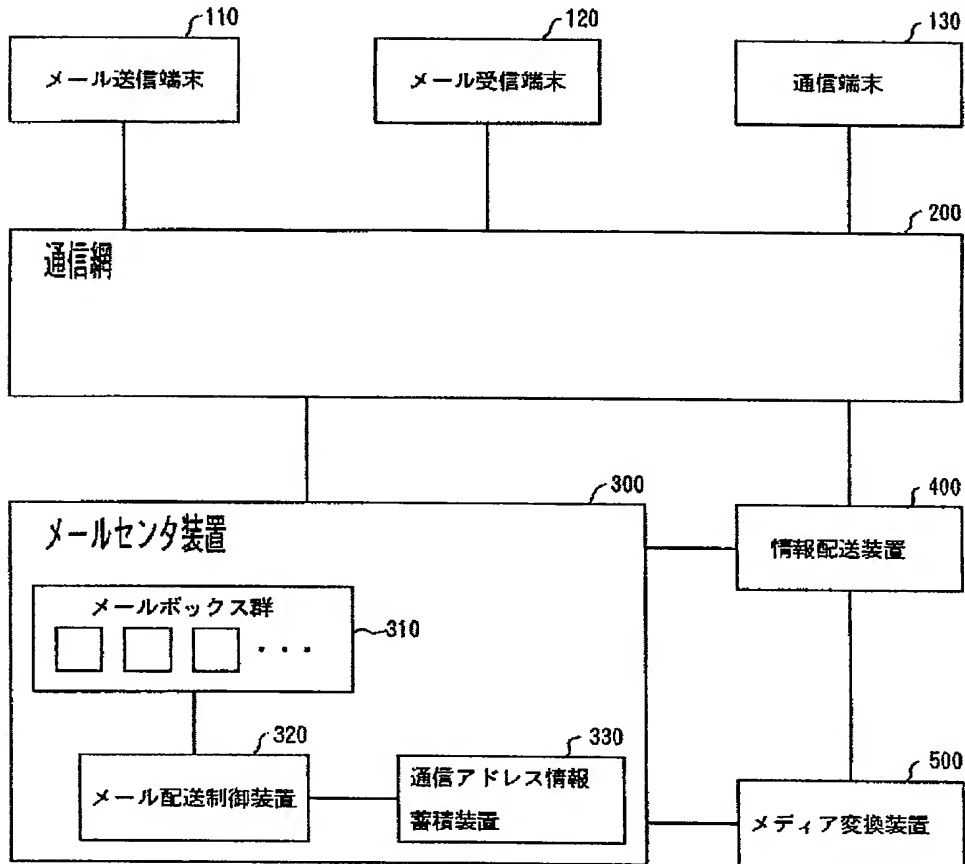 110
120
130
メール送信端末
メール受信端末
通信端末
200
通信網
300
400
メールセンタ装置
情報配送装置
メールボックス群
・・・
310
320
330
メール配送制御装置
通信アドレス情報
蓄積装置
500
メディア変換装置